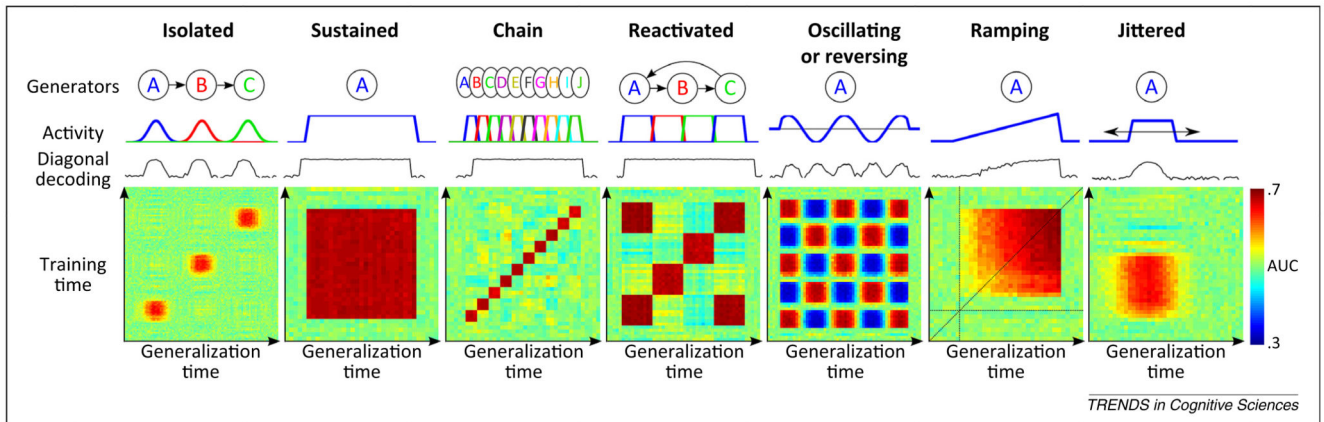 Isolated
Sustained
Chain
Reactivated
Oscillating
or reversing
Ramping
Jittered
Generators
A B C
A
A B C D E F G H I J
A B C
A
A
A
Activity
Diagonal
decoding
Training
time
.7
AUC
.3
Generalization
time
Generalization
time
Generalization
time
Generalization
time
Generalization
time
Generalization
time
Generalization
time
TRENDS in Cognitive Sciences